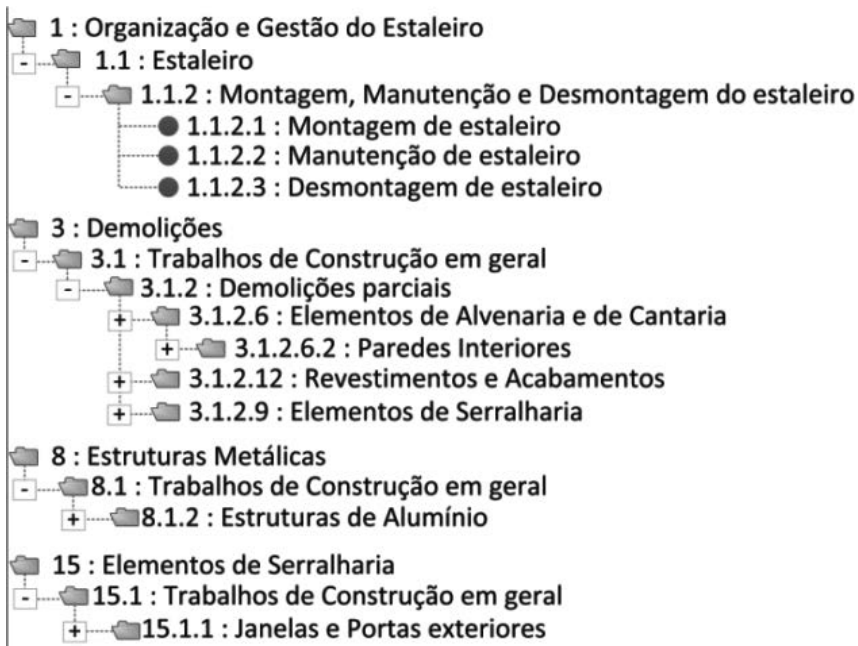 1 : Organização e Gestão do Estaleiro
1.1 : Estaleiro
1.1.2 : Montagem, Manutenção e Desmontagem do estaleiro
1.1.2.1 : Montagem de estaleiro
1.1.2.2 : Manutenção de estaleiro
1.1.2.3 : Desmontagem de estaleiro
3 : Demolições
3.1 : Trabalhos de Construção em geral
3.1.2 : Demolições parciais
3.1.2.6 : Elementos de Alvenaria e de Cantaria
3.1.2.6.2 : Paredes Interiores
3.1.2.12 : Revestimentos e Acabamentos
3.1.2.9 : Elementos de Serralharia
8 : Estruturas Metálicas
8.1 : Trabalhos de Construção em geral
8.1.2 : Estruturas de Alumínio
15 : Elementos de Serralharia
15.1 : Trabalhos de Construção em geral
15.1.1 : Janelas e Portas exteriores